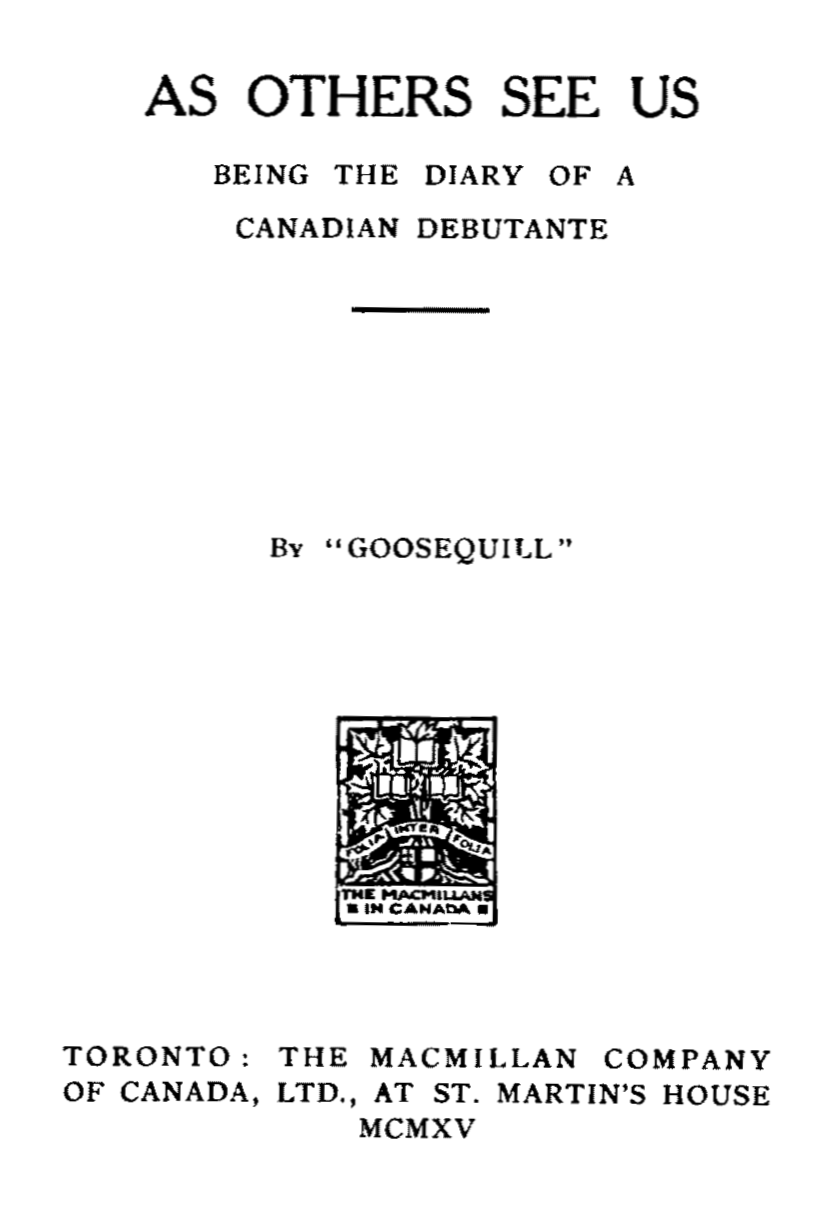 AS OTHERS SEE US
BEING THE DIARY OF A
CANADIAN DEBUTANTE
By "GOOSEQUILL"
FOLIA INTER FOLIA
THE MACMILLANS
IN CANADA
TORONTO: THE MACMILLAN COMPANY
OF CANADA, LTD., AT ST. MARTIN'S HOUSE
MCMXV